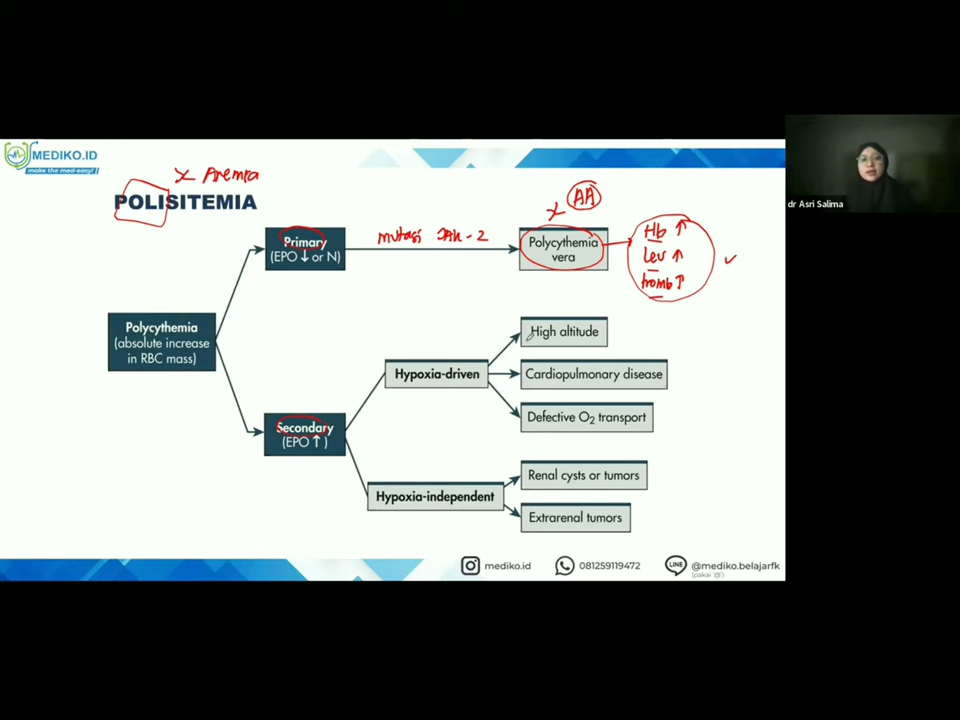 MEDIKO.ID
make the med-easy!
x Anemia
POLISITEMIA
Primary
(EPO ↓ or N)
mutasi JAK-2
x AA
Polycythemia
vera
Hb ↑
Leu ↑
tromb ↑
dr Asri Salima
Polycythemia
(absolute increase
in RBC mass)
Secondary
(EPO ↑)
Hypoxia-driven
High altitude
Cardiopulmonary disease
Defective O₂ transport
Hypoxia-independent
Renal cysts or tumors
Extrarenal tumors
mediko.id
081259119472
LINE
@mediko.belajarfk
(pakai '@')